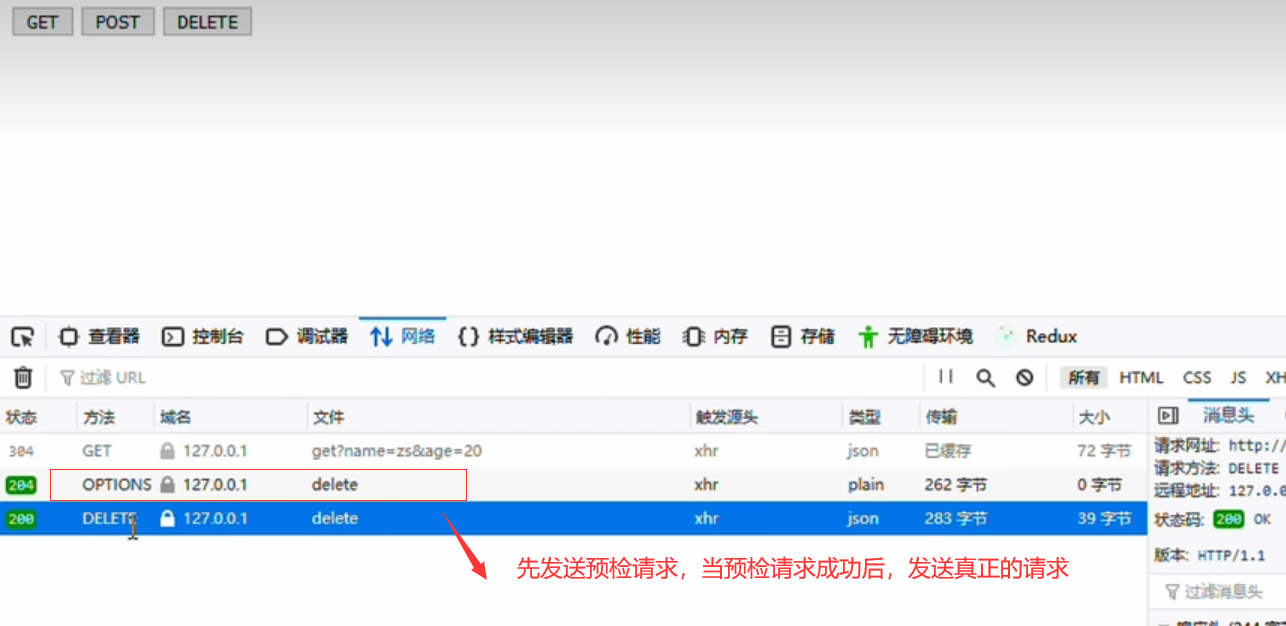 GET POST DELETE
查看器 控制台 调试器 网络 {} 样式编辑器 性能 内存 存储 无障碍环境 Redux
过滤 URL 所有 HTML CSS JS XH
状态 方法 域名 文件 触发源头 类型 传输 大小 消息头
304 GET 127.0.0.1 get?name=zs&age=20 xhr json 已缓存 72 字节
请求网址: http://
204 OPTIONS 127.0.0.1 delete xhr plain 262 字节 0 字节
请求方法: DELETE
远程地址: 127.0.0
200 DELETE 127.0.0.1 delete xhr json 283 字节 39 字节
状态码: 200 OK
版本: HTTP/1.1
先发送预检请求，当预检请求成功后，发送真正的请求
过滤消息头